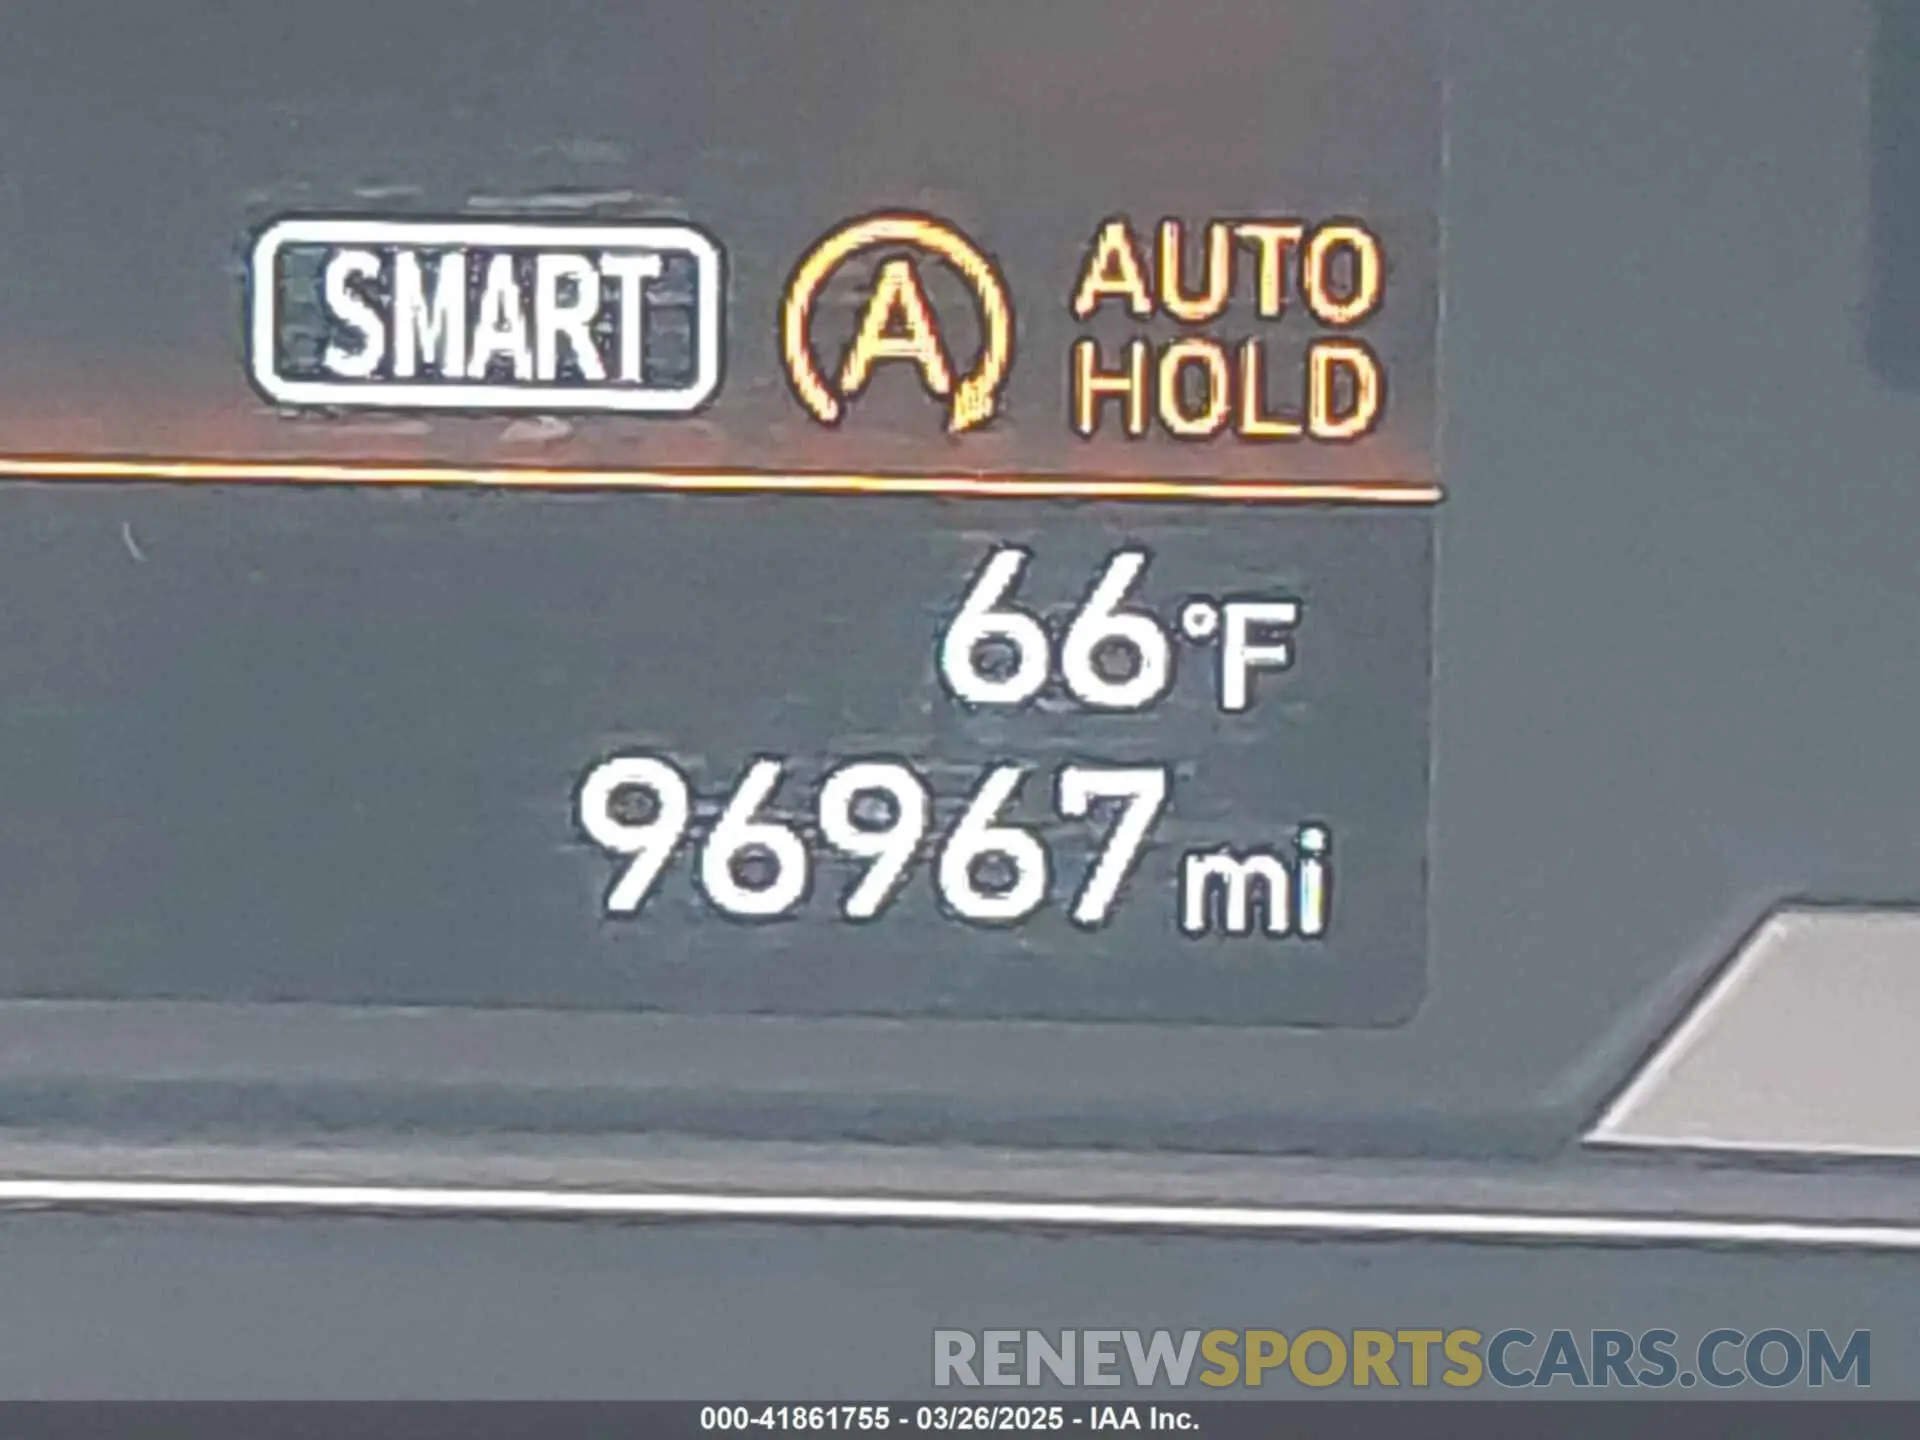 SMART A AUTO HOLD
66°F
96967 mi
RENEWSPORTSCARS.COM
000-41861755 - 03/26/2025 - IAA Inc.